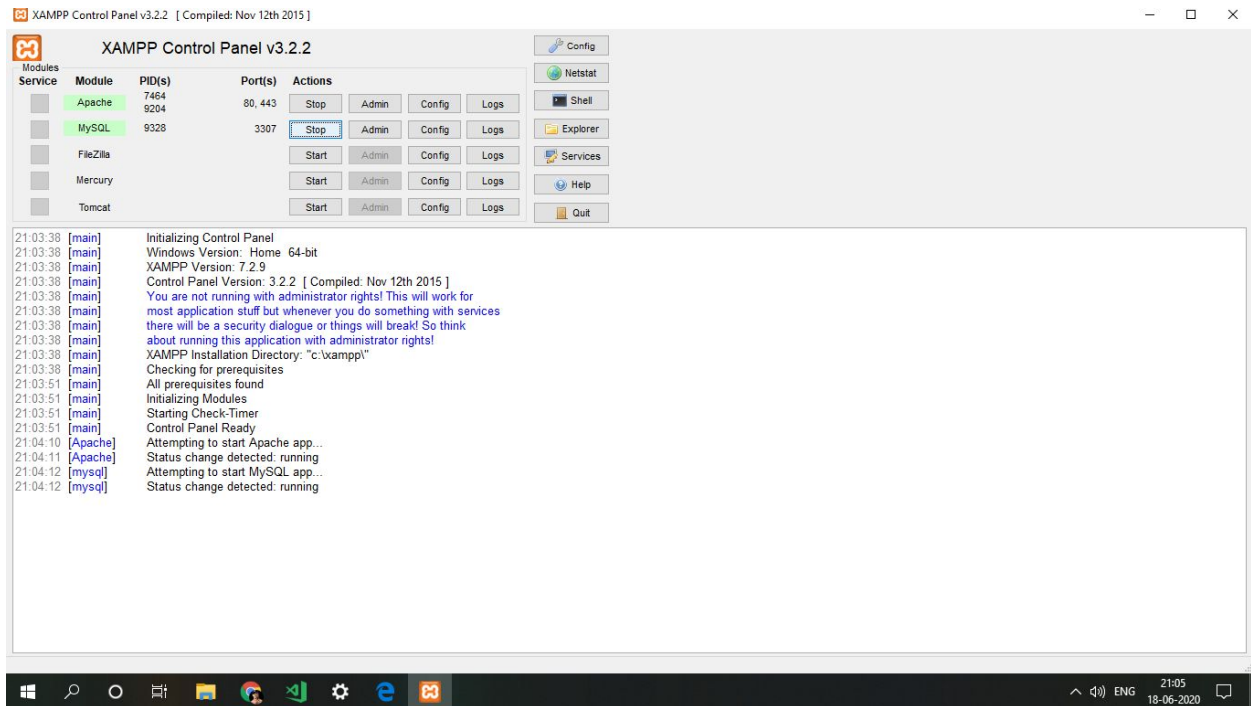 XAMPP Control Panel v3.2.2 [ Compiled: Nov 12th 2015 ]
XAMPP Control Panel v3.2.2
Config
Modules
Netstat
Service Module PID(s) Port(s) Actions
Apache 7464 9204 80, 443 Stop Admin Config Logs
Shell
MySQL 9328 3307 Stop Admin Config Logs
Explorer
FileZilla Start Admin Config Logs
Services
Mercury Start Admin Config Logs
Help
Tomcat Start Admin Config Logs
Quit
21:03:38 [main] Initializing Control Panel
21:03:38 [main] Windows Version: Home 64-bit
21:03:38 [main] XAMPP Version: 7.2.9
21:03:38 [main] Control Panel Version: 3.2.2 [ Compiled: Nov 12th 2015 ]
21:03:38 [main] You are not running with administrator rights! This will work for
21:03:38 [main] most application stuff but whenever you do something with services
21:03:38 [main] there will be a security dialogue or things will break! So think
21:03:38 [main] about running this application with administrator rights!
21:03:38 [main] XAMPP Installation Directory: "c:\xampp\"
21:03:38 [main] Checking for prerequisites
21:03:51 [main] All prerequisites found
21:03:51 [main] Initializing Modules
21:03:51 [main] Starting Check-Timer
21:03:51 [main] Control Panel Ready
21:04:10 [Apache] Attempting to start Apache app...
21:04:11 [Apache] Status change detected: running
21:04:12 [mysql] Attempting to start MySQL app...
21:04:12 [mysql] Status change detected: running
ENG
21:05
18-06-2020